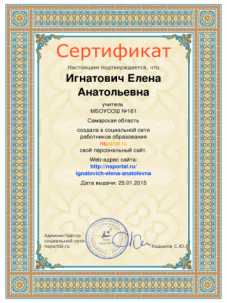 Сертификат
Настоящим подтверждается, что
Игнатович Елена
Анатольевна
учитель
МБОУСОШ №161
Самарская область
создала в социальной сети
работников образования
nsportal.ru
свой персональный сайт.
Web-адрес сайта:
http://nsportal.ru/
ignatovich-elena-anatolevna
Дата выдачи: 25.01.2015
Администратор
социальной сети
nsportal.ru
Кадыков С.Ю.